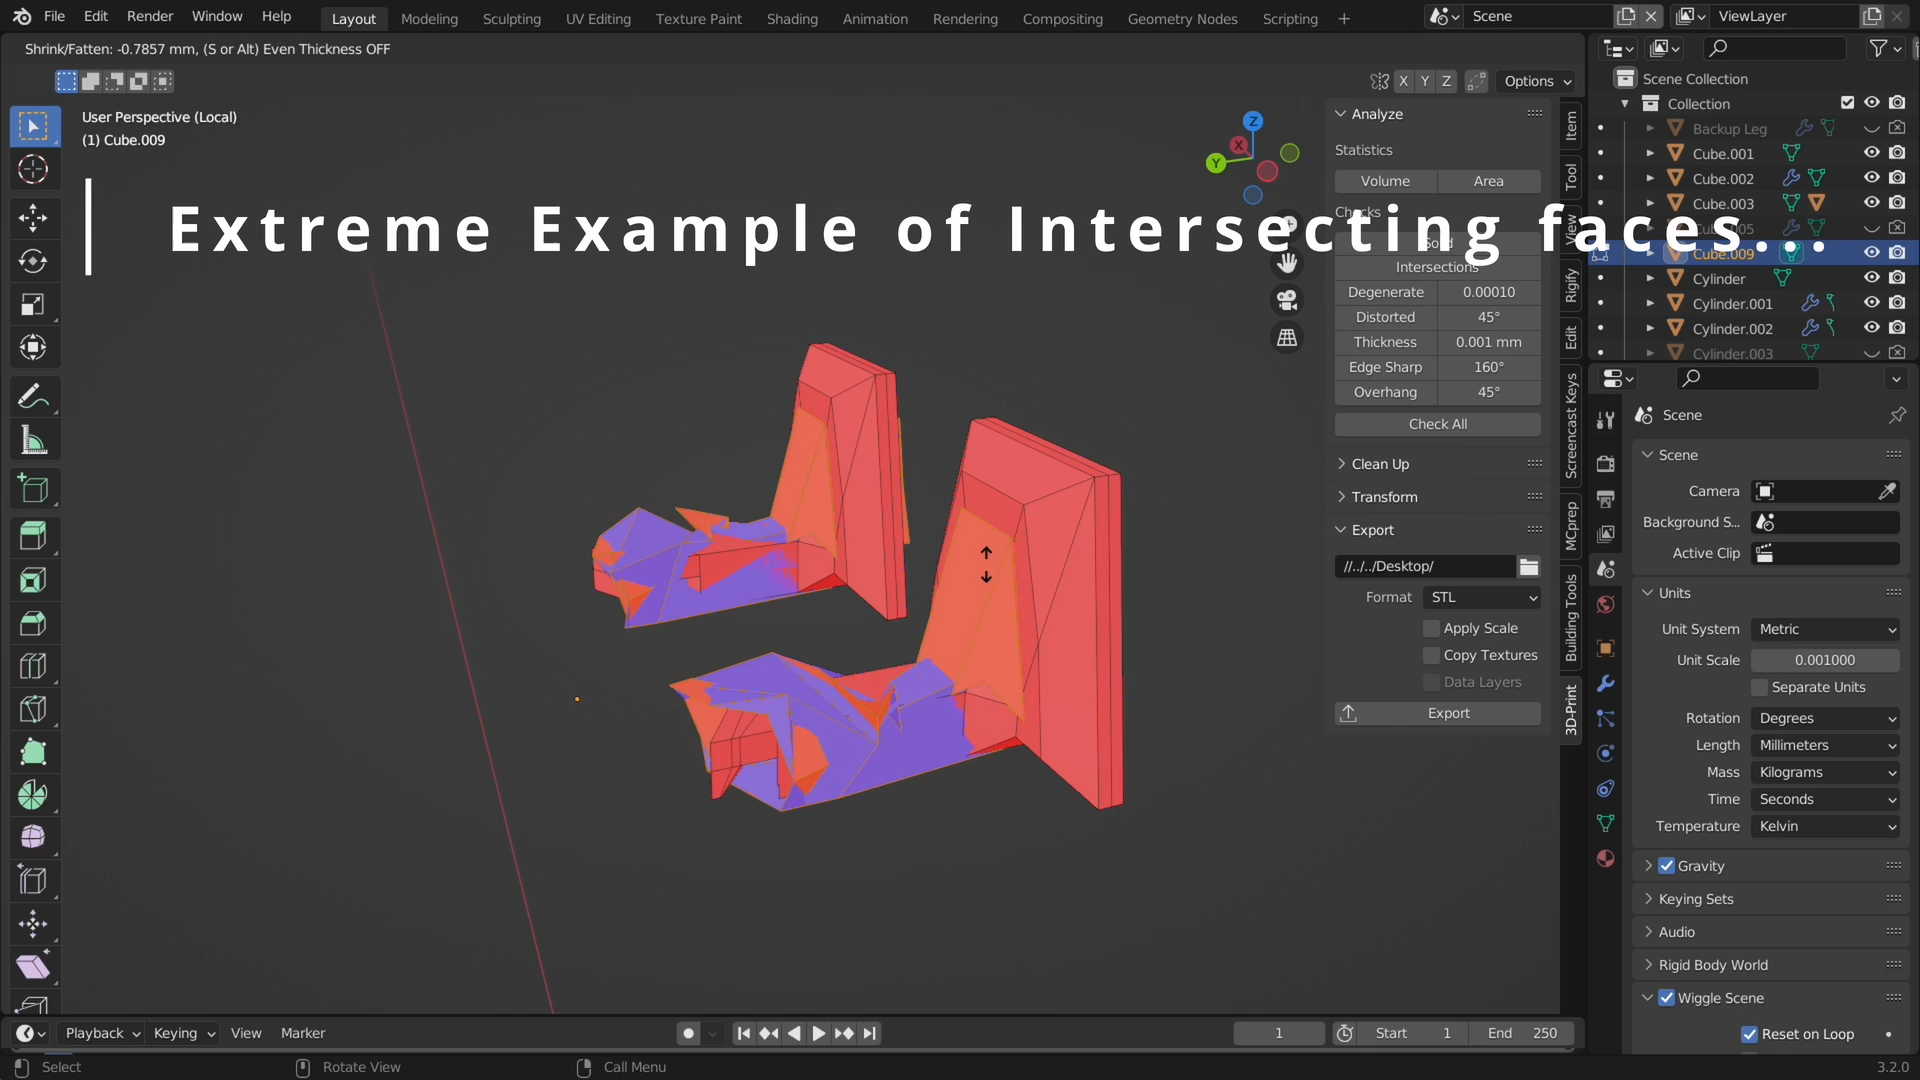 File Edit Render Window Help Layout Modeling Sculpting UV Editing Texture Paint Shading Animation Rendering Compositing Geometry Nodes Scripting + Scene ViewLayer
Shrink/Fatten: -0.7857 mm, (S or Alt) Even Thickness OFF
X Y Z Options
User Perspective (Local)
(1) Cube.009
Z
X
Y
Extreme Example of Intersecting faces...
Analyze
Statistics
Volume Area
Checks
Solid
Intersections
Degenerate 0.00010
Distorted 45°
Thickness 0.001 mm
Edge Sharp 160°
Overhang 45°
Check All
Clean Up
Transform
Export
//../../Desktop/
Format STL
Apply Scale
Copy Textures
Data Layers
Export
Item
Tool
View
Rigify
Edit
Screencast Keys
MCprep
Building Tools
3D-Print
Scene Collection
Collection
Backup Leg
Cube.001
Cube.002
Cube.003
Cube.009
Cylinder
Cylinder.001
Cylinder.002
Cylinder.003
Scene
Scene
Camera
Background S...
Active Clip
Units
Unit System Metric
Unit Scale 0.001000
Separate Units
Rotation Degrees
Length Millimeters
Mass Kilograms
Time Seconds
Temperature Kelvin
Gravity
Keying Sets
Audio
Rigid Body World
Wiggle Scene
Reset on Loop
Playback Keying View Marker 1 Start 1 End 250
Select Rotate View Call Menu 3.2.0